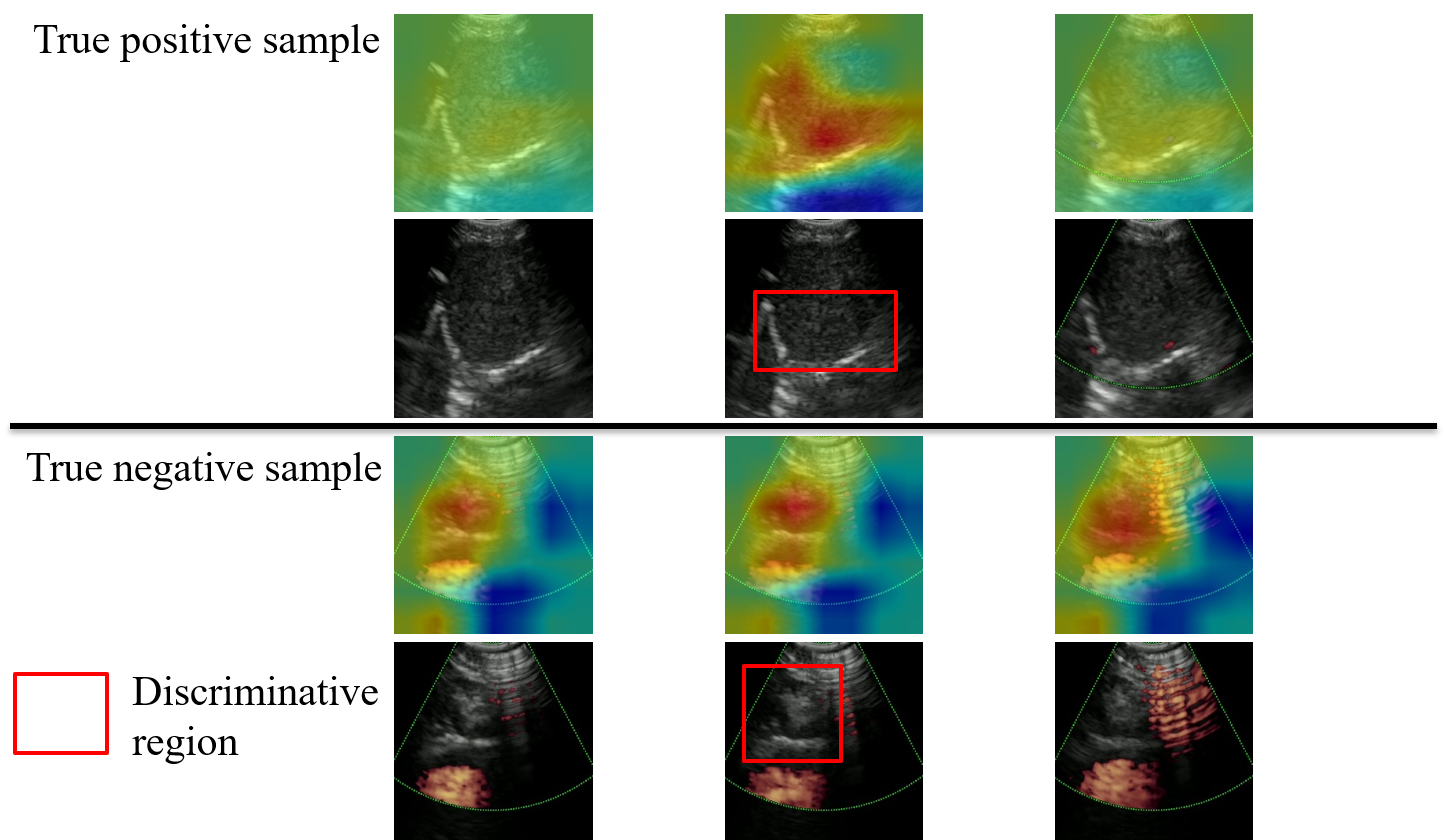 True positive sample
True negative sample
Discriminative
region